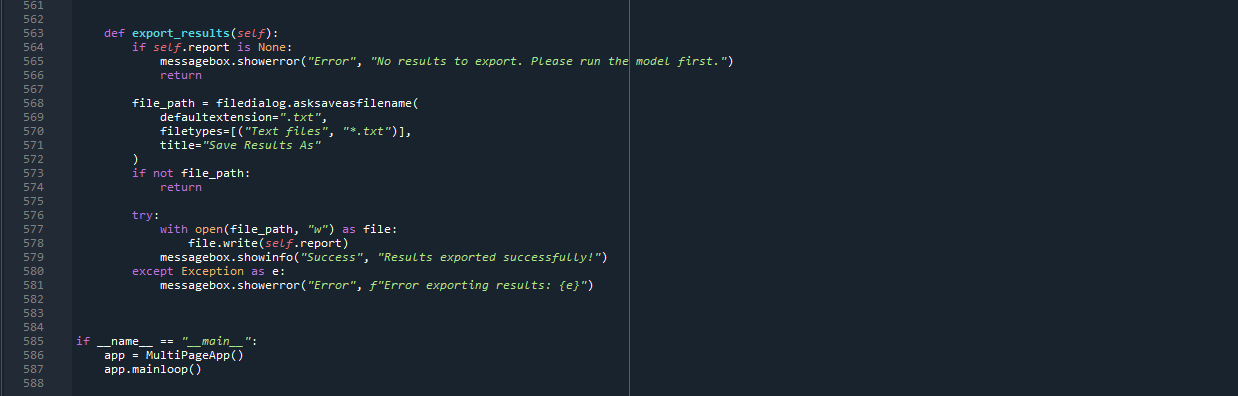 561
562
563 def export_results(self):
564 if self.report is None:
565 messagebox.showerror("Error", "No results to export. Please run the model first.")
566 return
567
568 file_path = filedialog.asksaveasfilename(
569 defaultextension=".txt",
570 filetypes=[("Text files", "*.txt")],
571 title="Save Results As"
572 )
573 if not file_path:
574 return
575
576 try:
577 with open(file_path, "w") as file:
578 file.write(self.report)
579 messagebox.showinfo("Success", "Results exported successfully!")
580 except Exception as e:
581 messagebox.showerror("Error", f"Error exporting results: {e}")
582
583
584
585 if __name__ == "__main__":
586 app = MultiPageApp()
587 app.mainloop()
588